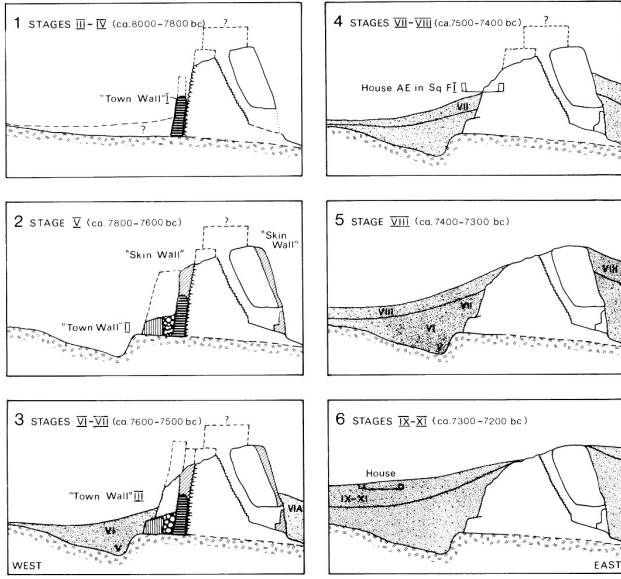 1 STAGES III-IV (ca. 8000-7800 bc)
?
"Town Wall" I
?
2 STAGE V (ca. 7800-7600 bc)
?
"Skin Wall"
"Skin
Wall"
"Town Wall" II
3 STAGES VI-VII (ca. 7600-7500 bc)
?
"Town Wall" III
VI
V
VIA
WEST
4 STAGES VII-VIII (ca. 7500-7400 bc)
?
House AE in Sq FI
VII
5 STAGE VIII (ca. 7400-7300 bc)
VIII
VIII
VII
VI
V
6 STAGES IX-XI (ca. 7300-7200 bc)
House
IX-XI
EAST